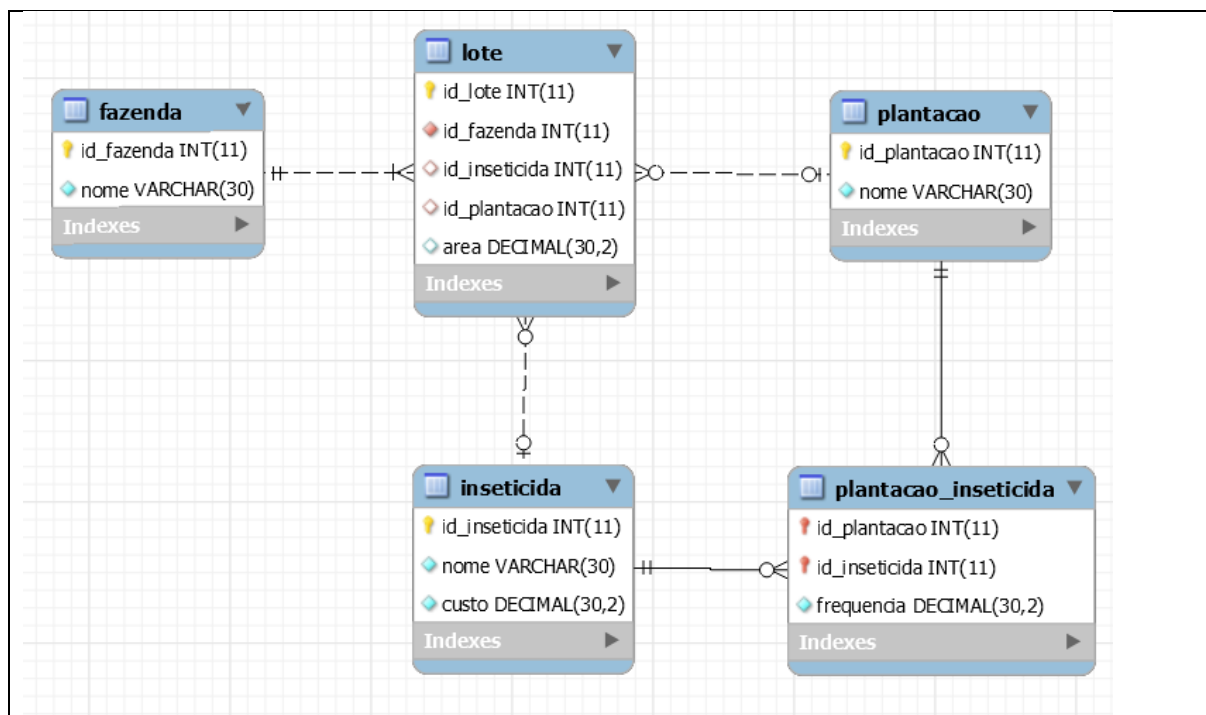 lote
id_lote INT(11)
id_fazenda INT(11)
id_inseticida INT(11)
id_plantacao INT(11)
area DECIMAL(30,2)
Indexes
fazenda
id_fazenda INT(11)
nome VARCHAR(30)
Indexes
plantacao
id_plantacao INT(11)
nome VARCHAR(30)
Indexes
inseticida
id_inseticida INT(11)
nome VARCHAR(30)
custo DECIMAL(30,2)
Indexes
plantacao_inseticida
id_plantacao INT(11)
id_inseticida INT(11)
frequencia DECIMAL(30,2)
Indexes